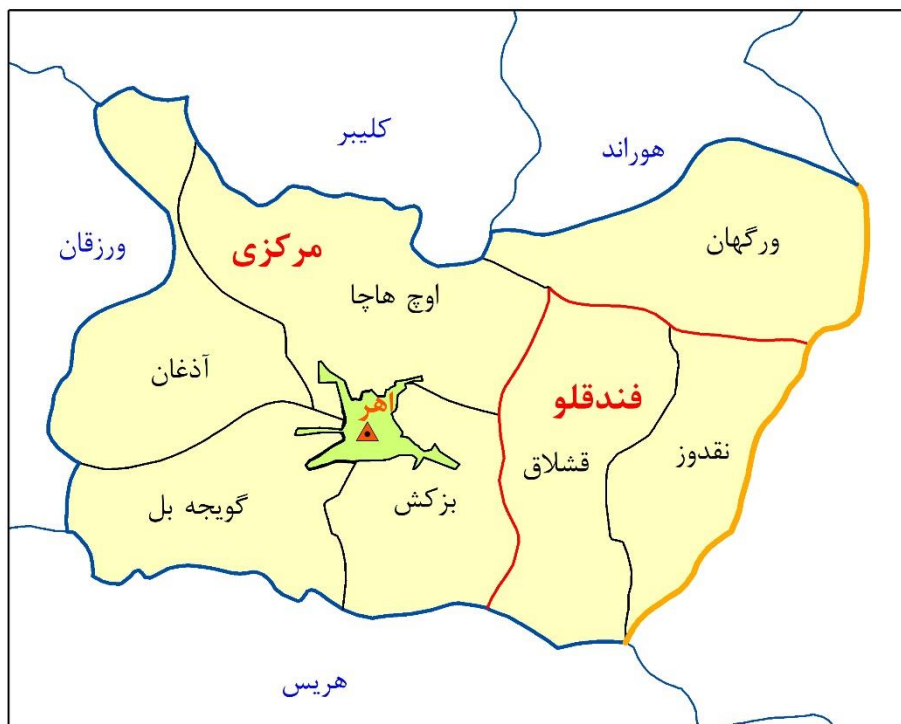 کلیبر
هوراند
ورزقان
مرکزی
ورگهان
اوچ هاچا
آذغان
اهر
فندقلو
نقدوز
قشلاق
گویجه بل
بزکش
هریس